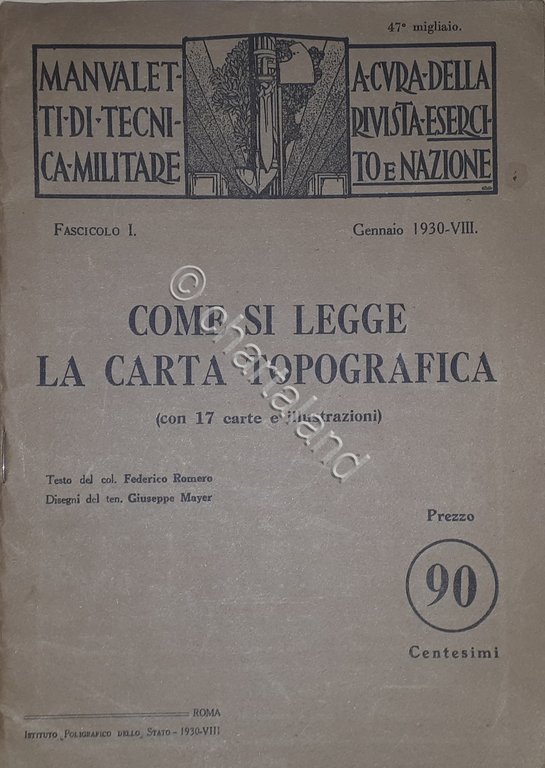 47° migliaio.
MANVALET-
TI·DI·TECNI-
CA·MILITARE
A·CVRA·DELLA
RIVISTA·ESERCI-
TO E NAZIONE
FASCICOLO I.
Gennaio 1930-VIII.
COME SI LEGGE
LA CARTA TOPOGRAFICA
(con 17 carte e illustrazioni)
© chartaland
Testo del col. Federico Romero
Disegni del ten. Giuseppe Mayer
Prezzo
90
Centesimi
ROMA
ISTITUTO „POLIGRAFICO DELLO„ STATO - 1930-VIII